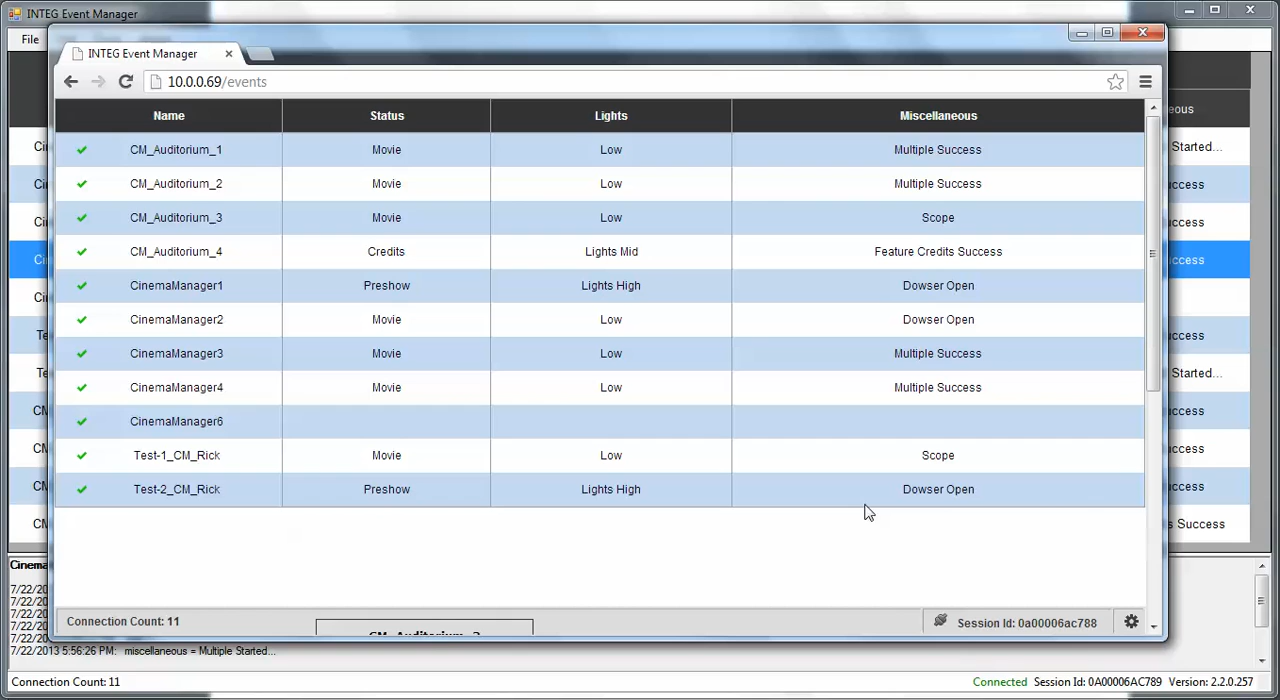 INTEG Event Manager
File
INTEG Event Manager
10.0.0.69/events
Name Status Lights Miscellaneous
CM_Auditorium_1 Movie Low Multiple Success
CM_Auditorium_2 Movie Low Multiple Success
CM_Auditorium_3 Movie Low Scope
CM_Auditorium_4 Credits Lights Mid Feature Credits Success
CinemaManager1 Preshow Lights High Dowser Open
CinemaManager2 Movie Low Dowser Open
CinemaManager3 Movie Low Multiple Success
CinemaManager4 Movie Low Multiple Success
CinemaManager6
Test-1_CM_Rick Movie Low Scope
Test-2_CM_Rick Preshow Lights High Dowser Open
Connection Count: 11
Session Id: 0a00006ac788
7/22/2013 5:56:26 PM: miscellaneous = Multiple Started...
Connection Count: 11
Connected Session Id: 0A00006AC789 Version: 2.2.0.257